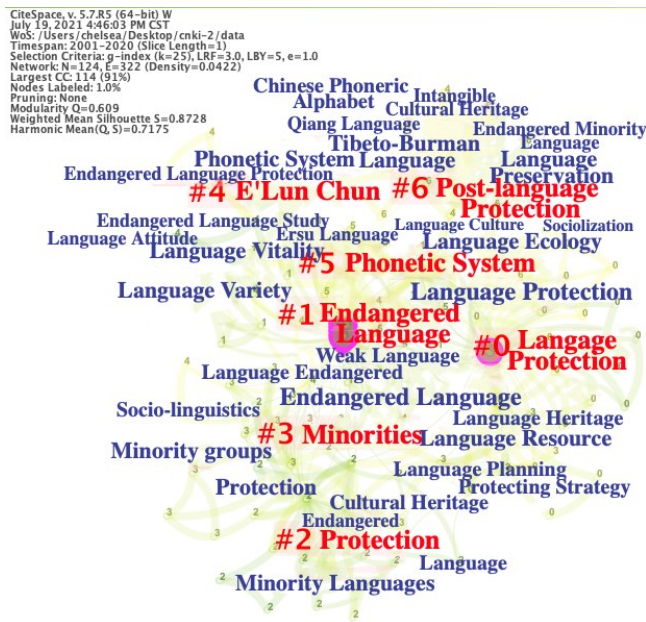 CiteSpace, v. 5.7.R5 (64-bit) W
July 19, 2021 4:46:03 PM CST
WoS: /Users/chelsea/Desktop/cnki-2/data
Timespan: 2001-2020 (Slice Length=1)
Selection Criteria: g-index (k=25), LRF=3.0, LBY=5, e=1.0
Network: N=124, E=322 (Density=0.0422)
Largest CC: 114 (91%)
Nodes Labeled: 1.0%
Pruning: None
Modularity Q=0.609
Weighted Mean Silhouette S=0.8728
Harmonic Mean(Q, S)=0.7175
Chinese Phoneric
Alphabet
Intangible
Cultural Heritage
Qiang Language
Endangered Minority
Language
Tibeto-Burman
Language
Phonetic System
Language
Preservation
Endangered Language Protection
#4 E'Lun Chun
#6 Post-language
Protection
Endangered Language Study
Language Culture
Sociolization
Language Attitude
Ersu Language
Language Ecology
Language Vitality
#5 Phonetic System
Language Variety
Language Protection
#1 Endangered
Language
#0 Langage
Protection
Weak Language
Language Endangered
Endangered Language
Socio-linguistics
Language Heritage
#3 Minorities
Language Resource
Minority groups
Language Planning
Protection
Protecting Strategy
Cultural Heritage
Endangered
#2 Protection
Language
Minority Languages